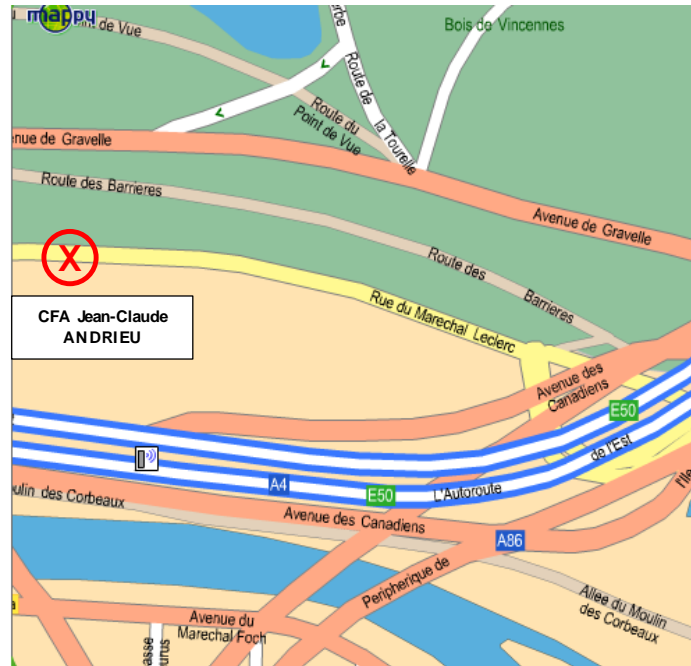 mappy
Point de Vue
Bois de Vincennes
Route de
la Tourelle
Route du
Point de Vue
Avenue de Gravelle
Route des Barrieres
Avenue de Gravelle
Route des
Barrieres
X
CFA Jean-Claude
ANDRIEU
Rue du Marechal Leclerc
Avenue des
Canadiens
E50
de l'Est
A4
E50
L'Autoroute
Moulin des Corbeaux
Avenue des Canadiens
A86
Peripherique de
l'Ile
Allee du Moulin
des Corbeaux
Avenue du
Marechal Foch